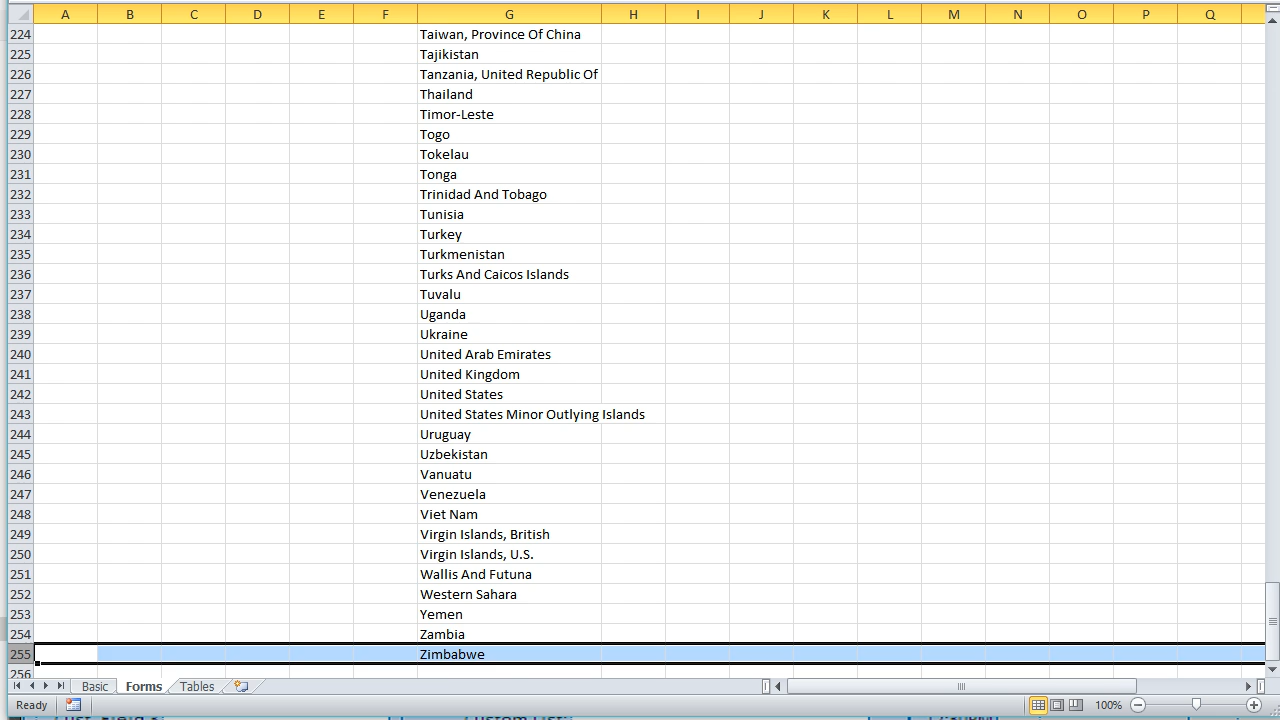 A B C D E F G H I J K L M N O P Q
224 Taiwan, Province Of China
225 Tajikistan
226 Tanzania, United Republic Of
227 Thailand
228 Timor-Leste
229 Togo
230 Tokelau
231 Tonga
232 Trinidad And Tobago
233 Tunisia
234 Turkey
235 Turkmenistan
236 Turks And Caicos Islands
237 Tuvalu
238 Uganda
239 Ukraine
240 United Arab Emirates
241 United Kingdom
242 United States
243 United States Minor Outlying Islands
244 Uruguay
245 Uzbekistan
246 Vanuatu
247 Venezuela
248 Viet Nam
249 Virgin Islands, British
250 Virgin Islands, U.S.
251 Wallis And Futuna
252 Western Sahara
253 Yemen
254 Zambia
255 Zimbabwe
256
Basic Forms Tables
Ready 100%